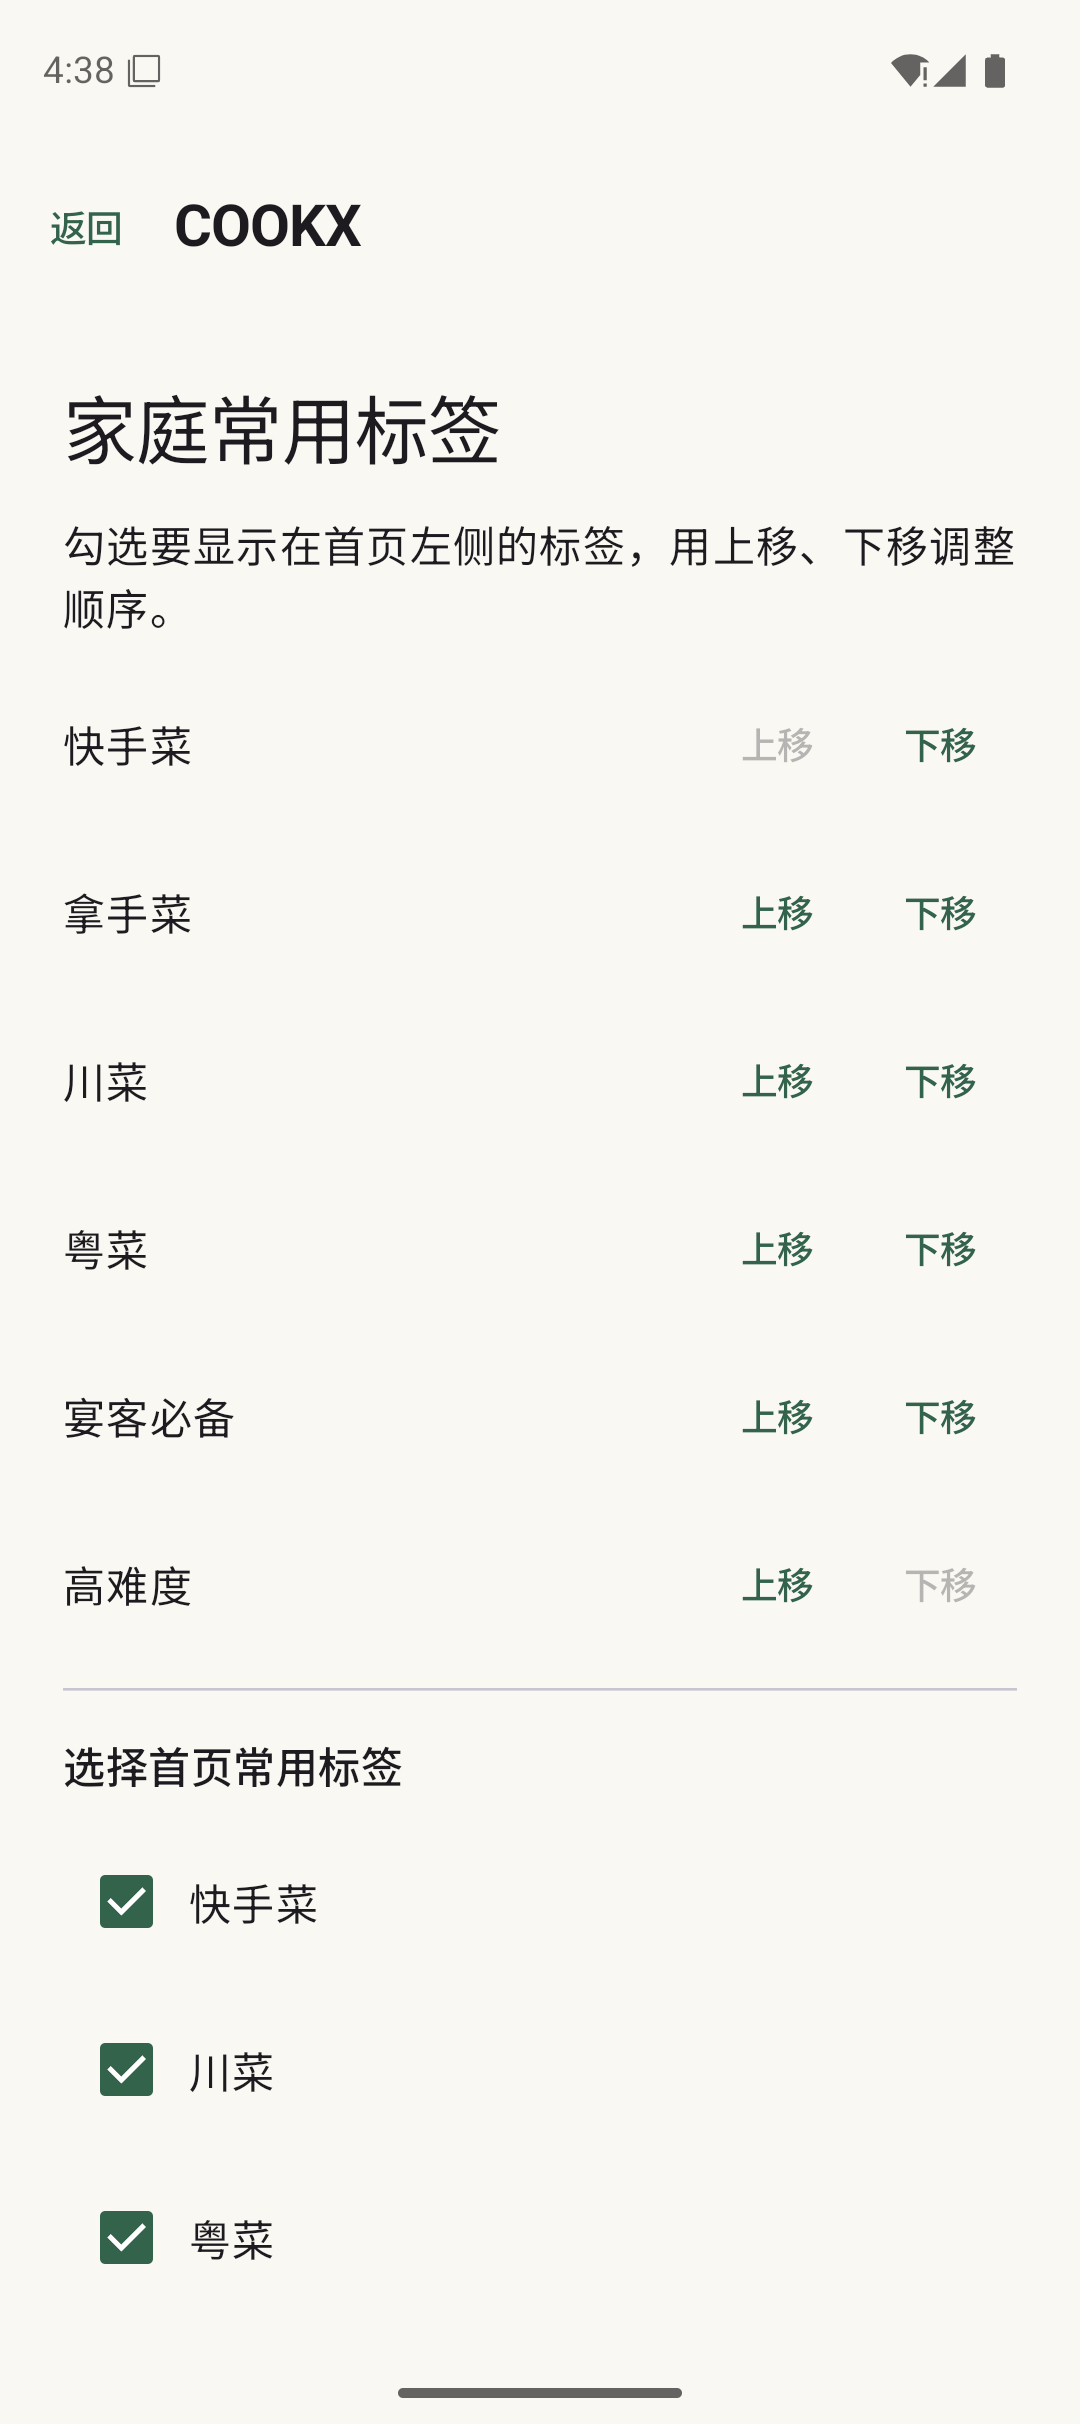 4:38
返回 COOKX
家庭常用标签
勾选要显示在首页左侧的标签，用上移、下移调整
顺序。
快手菜 上移 下移
拿手菜 上移 下移
川菜 上移 下移
粤菜 上移 下移
宴客必备 上移 下移
高难度 上移 下移
选择首页常用标签
快手菜
川菜
粤菜